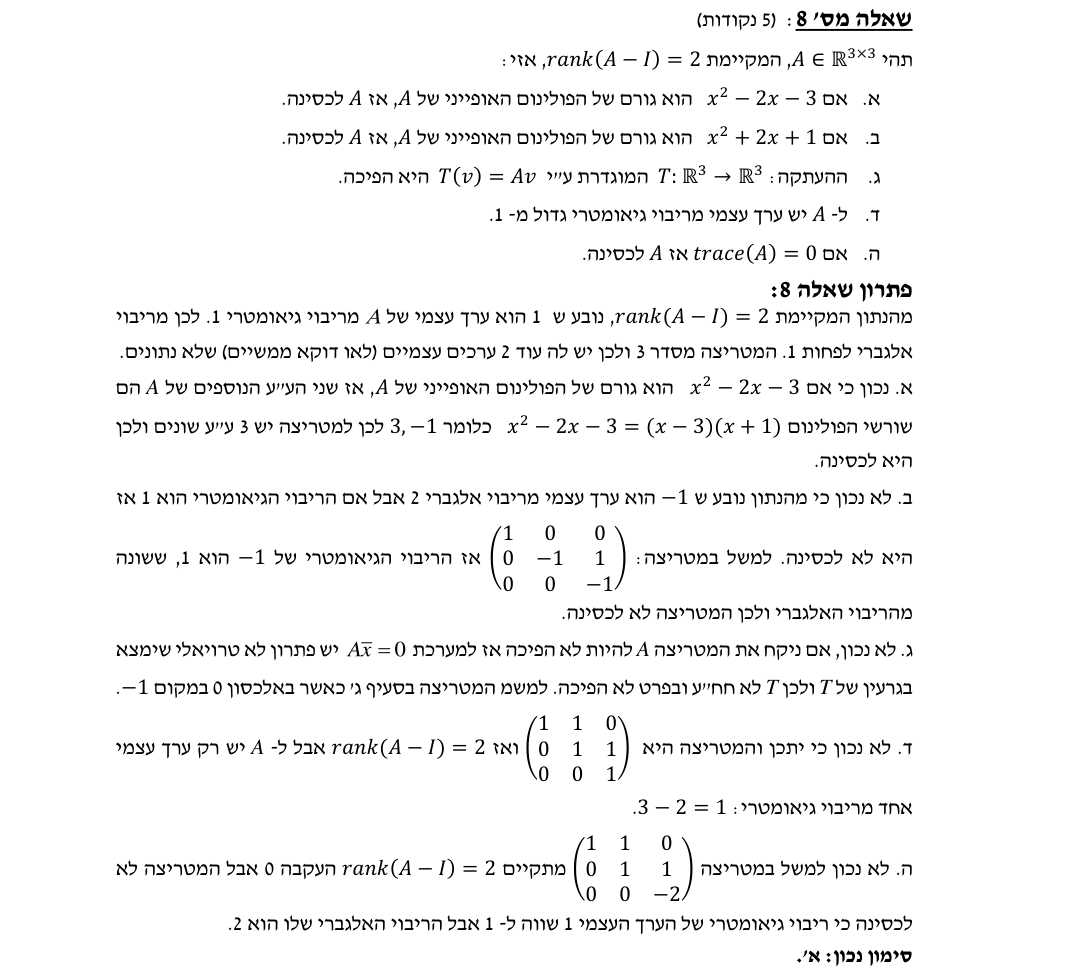 שאלה מס׳ 8 : (5 נקודות)
תהי A ∈ ℝ³ˣ³, המקיימת rank(A − I) = 2, אזי :
א. אם x² − 2x − 3 הוא גורם של הפולינום האופייני של A, אז A לכסינה.
ב. אם x² + 2x + 1 הוא גורם של הפולינום האופייני של A, אז A לכסינה.
ג. ההעתקה : T: ℝ³ → ℝ³ המוגדרת ע״י T(v) = Av היא הפיכה.
ד. ל- A יש ערך עצמי מריבוי גיאומטרי גדול מ- 1.
ה. אם trace(A) = 0 אז A לכסינה.
פתרון שאלה 8:
מהנתון המקיימת rank(A − I) = 2, נובע ש 1 הוא ערך עצמי של A מריבוי גיאומטרי 1. לכן מריבוי
אלגברי לפחות 1. המטריצה מסדר 3 ולכן יש לה עוד 2 ערכים עצמיים (לאו דוקא ממשיים) שלא נתונים.
א. נכון כי אם x² − 2x − 3 הוא גורם של הפולינום האופייני של A, אז שני הע״ע הנוספים של A הם
שורשי הפולינום x² − 2x − 3 = (x − 3)(x + 1) כלומר 3, −1 לכן למטריצה יש 3 ע״ע שונים ולכן
היא לכסינה.
ב. לא נכון כי מהנתון נובע ש −1 הוא ערך עצמי מריבוי אלגברי 2 אבל אם הריבוי הגיאומטרי הוא 1 אז
היא לא לכסינה. למשל במטריצה : (1 0 0 / 0 −1 1 / 0 0 −1) אז הריבוי הגיאומטרי של −1 הוא 1, ששונה
מהריבוי האלגברי ולכן המטריצה לא לכסינה.
ג. לא נכון, אם ניקח את המטריצה A להיות לא הפיכה אז למערכת Ax̅ = 0 יש פתרון לא טרויאלי שימצא
בגרעין של T ולכן T לא חח״ע ובפרט לא הפיכה. למשמ המטריצה בסעיף ג׳ כאשר באלכסון 0 במקום −1.
ד. לא נכון כי יתכן והמטריצה היא (1 1 0 / 0 1 1 / 0 0 1) ואז rank(A − I) = 2 אבל ל- A יש רק ערך עצמי
אחד מריבוי גיאומטרי : 3 − 2 = 1.
ה. לא נכון למשל במטריצה (1 1 0 / 0 1 1 / 0 0 −2) מתקיים rank(A − I) = 2 העקבה 0 אבל המטריצה לא
לכסינה כי ריבוי גיאומטרי של הערך העצמי 1 שווה ל- 1 אבל הריבוי האלגברי שלו הוא 2.
סימון נכון: א׳.